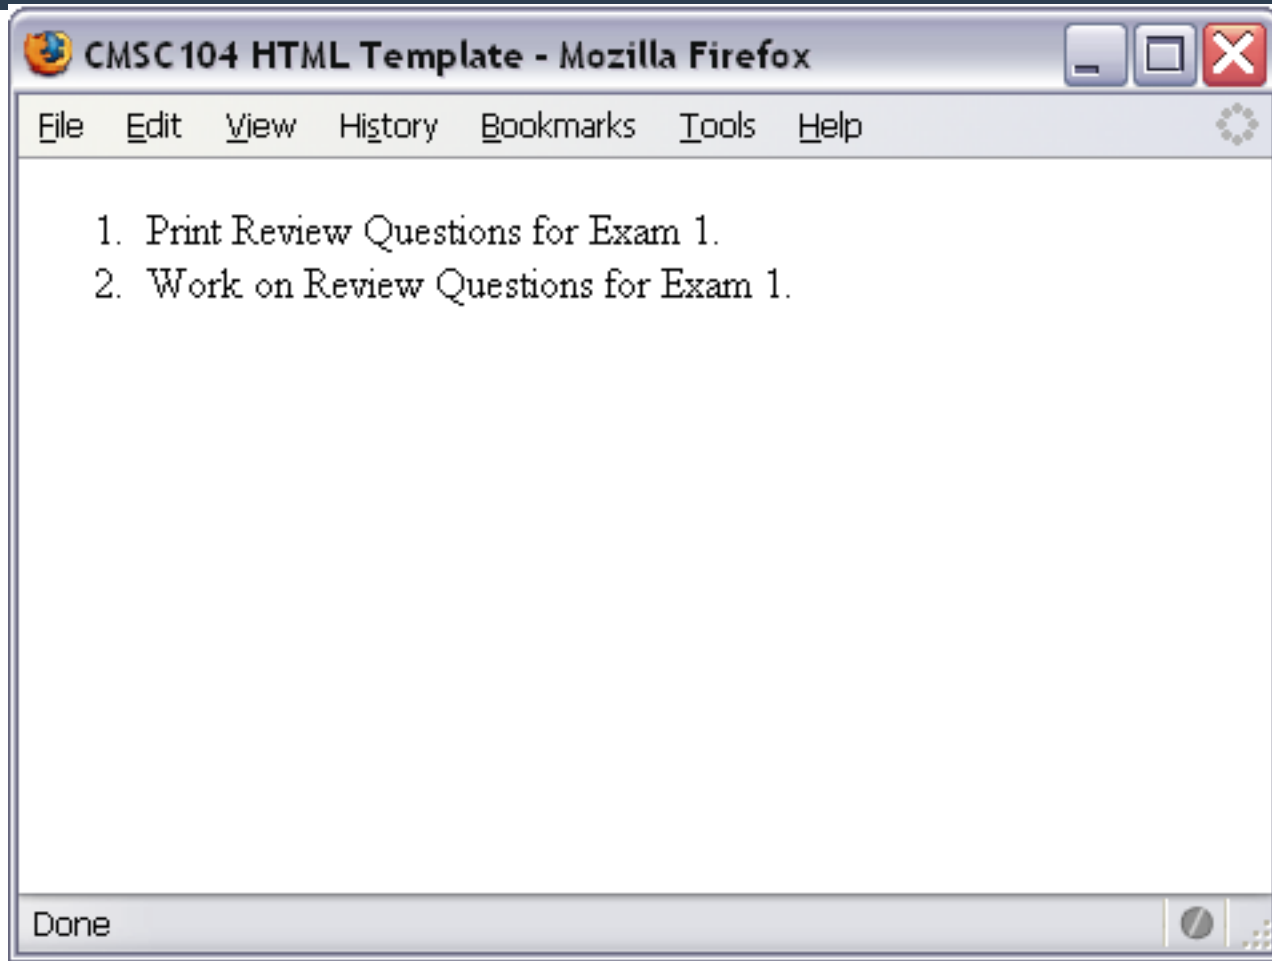 CMSC104 HTML Template - Mozilla Firefox
File Edit View History Bookmarks Tools Help
1. Print Review Questions for Exam 1.
2. Work on Review Questions for Exam 1.
Done